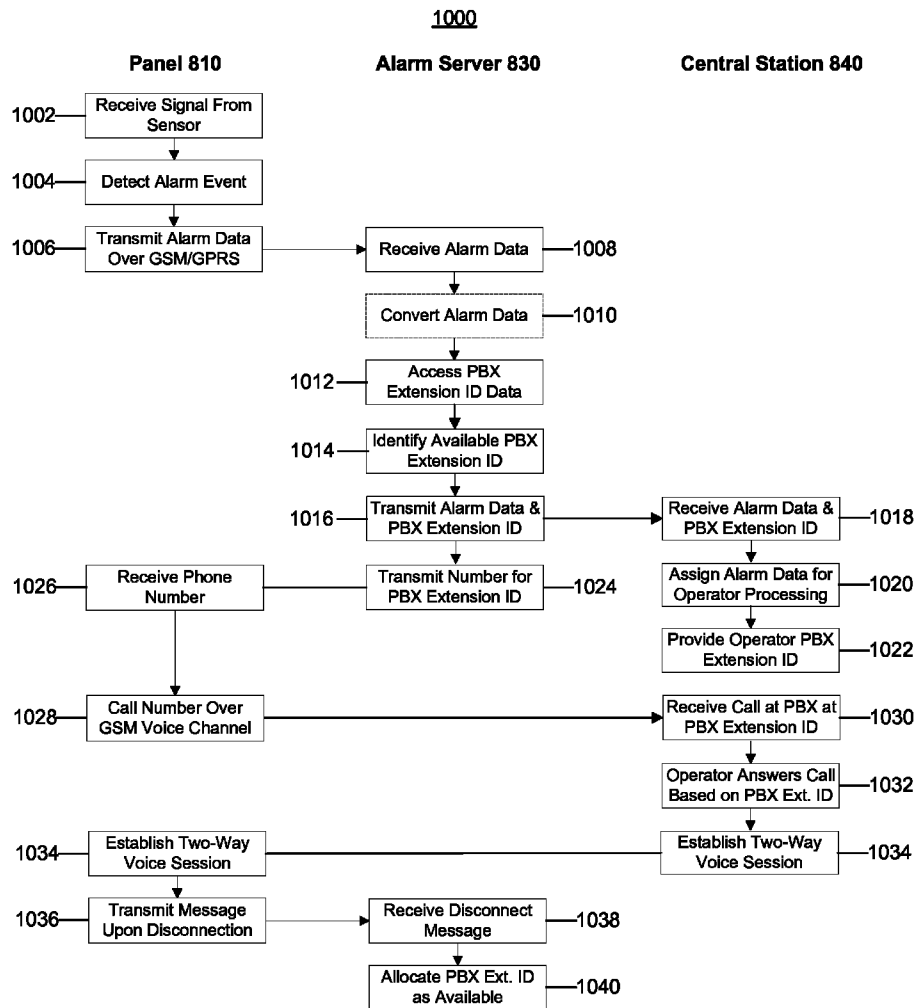 1000
Panel 810
Alarm Server 830
Central Station 840
1002
Receive Signal From
Sensor
1004
Detect Alarm Event
1006
Transmit Alarm Data
Over GSM/GPRS
Receive Alarm Data
1008
Convert Alarm Data
1010
1012
Access PBX
Extension ID Data
1014
Identify Available PBX
Extension ID
1016
Transmit Alarm Data &
PBX Extension ID
Receive Alarm Data &
PBX Extension ID
1018
1026
Receive Phone
Number
Transmit Number for
PBX Extension ID
1024
Assign Alarm Data for
Operator Processing
1020
Provide Operator PBX
Extension ID
1022
1028
Call Number Over
GSM Voice Channel
Receive Call at PBX at
PBX Extension ID
1030
Operator Answers Call
Based on PBX Ext. ID
1032
1034
Establish Two-Way
Voice Session
Establish Two-Way
Voice Session
1034
1036
Transmit Message
Upon Disconnection
Receive Disconnect
Message
1038
Allocate PBX Ext. ID
as Available
1040